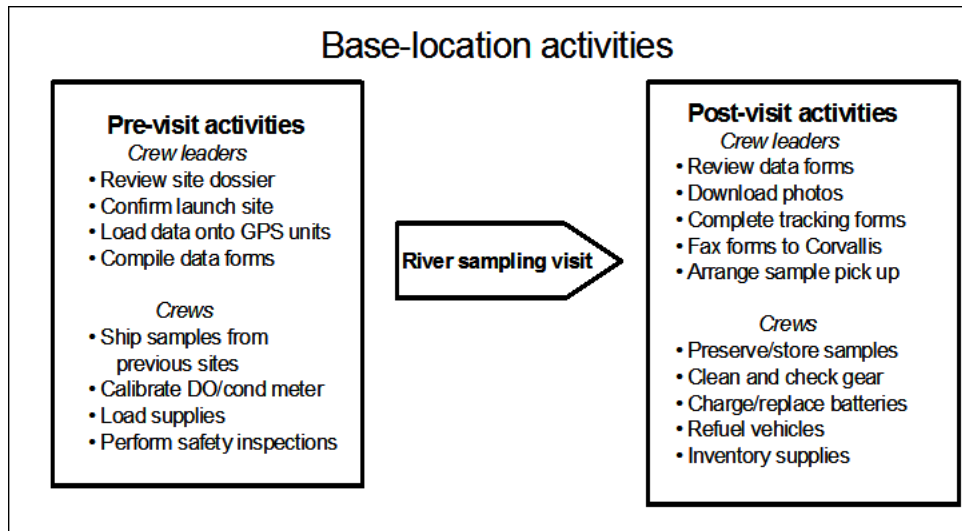 Base-location activities
Pre-visit activities
Crew leaders
• Review site dossier
• Confirm launch site
• Load data onto GPS units
• Compile data forms
Crews
• Ship samples from
previous sites
• Calibrate DO/cond meter
• Load supplies
• Perform safety inspections
River sampling visit
Post-visit activities
Crew leaders
• Review data forms
• Download photos
• Complete tracking forms
• Fax forms to Corvallis
• Arrange sample pick up
Crews
• Preserve/store samples
• Clean and check gear
• Charge/replace batteries
• Refuel vehicles
• Inventory supplies